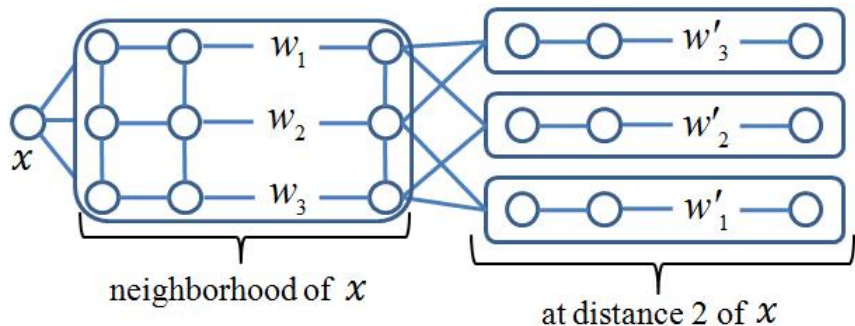 x
w₁
w₂
w₃
w′₃
w′₂
w′₁
neighborhood of x
at distance 2 of x